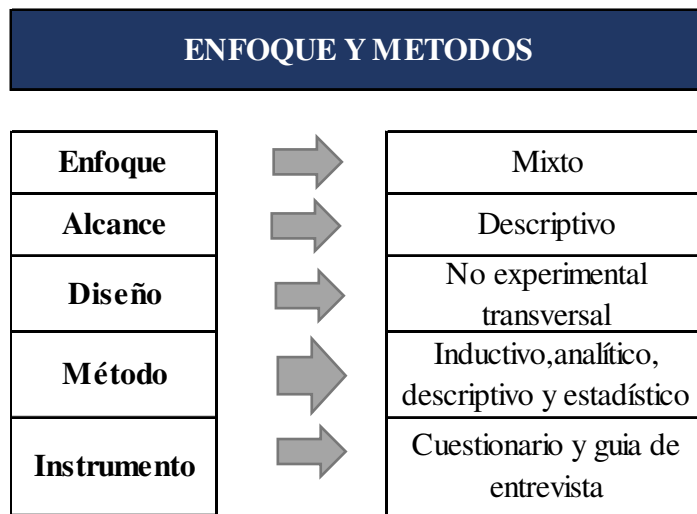 ENFOQUE Y METODOS
Enfoque
Mixto
Alcance
Descriptivo
Diseño
No experimental
transversal
Método
Inductivo,analítico,
descriptivo y estadístico
Instrumento
Cuestionario y guia de
entrevista